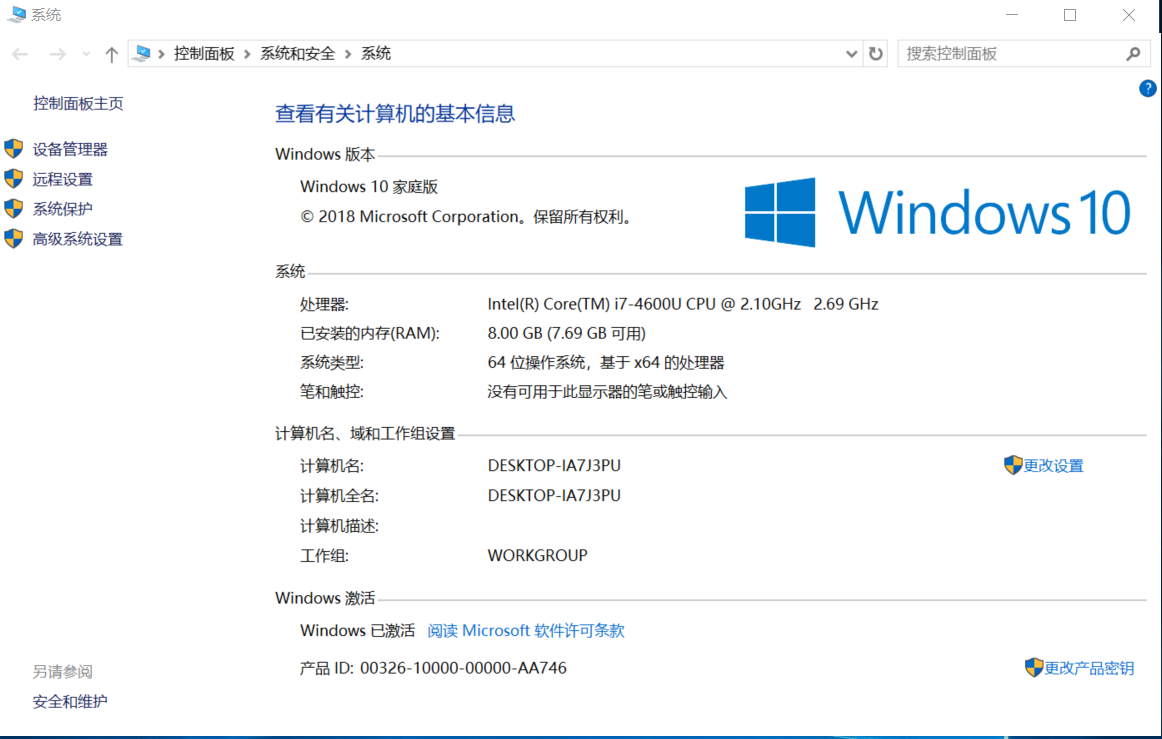 系统
控制面板 系统和安全 系统
搜索控制面板
?
控制面板主页
设备管理器
远程设置
系统保护
高级系统设置
另请参阅
安全和维护
查看有关计算机的基本信息
Windows 版本
Windows 10 家庭版
© 2018 Microsoft Corporation。保留所有权利。
Windows 10
系统
处理器: Intel(R) Core(TM) i7-4600U CPU @ 2.10GHz 2.69 GHz
已安装的内存(RAM): 8.00 GB (7.69 GB 可用)
系统类型: 64 位操作系统，基于 x64 的处理器
笔和触控: 没有可用于此显示器的笔或触控输入
计算机名、域和工作组设置
计算机名: DESKTOP-IA7J3PU 更改设置
计算机全名: DESKTOP-IA7J3PU
计算机描述:
工作组: WORKGROUP
Windows 激活
Windows 已激活 阅读 Microsoft 软件许可条款
产品 ID: 00326-10000-00000-AA746 更改产品密钥